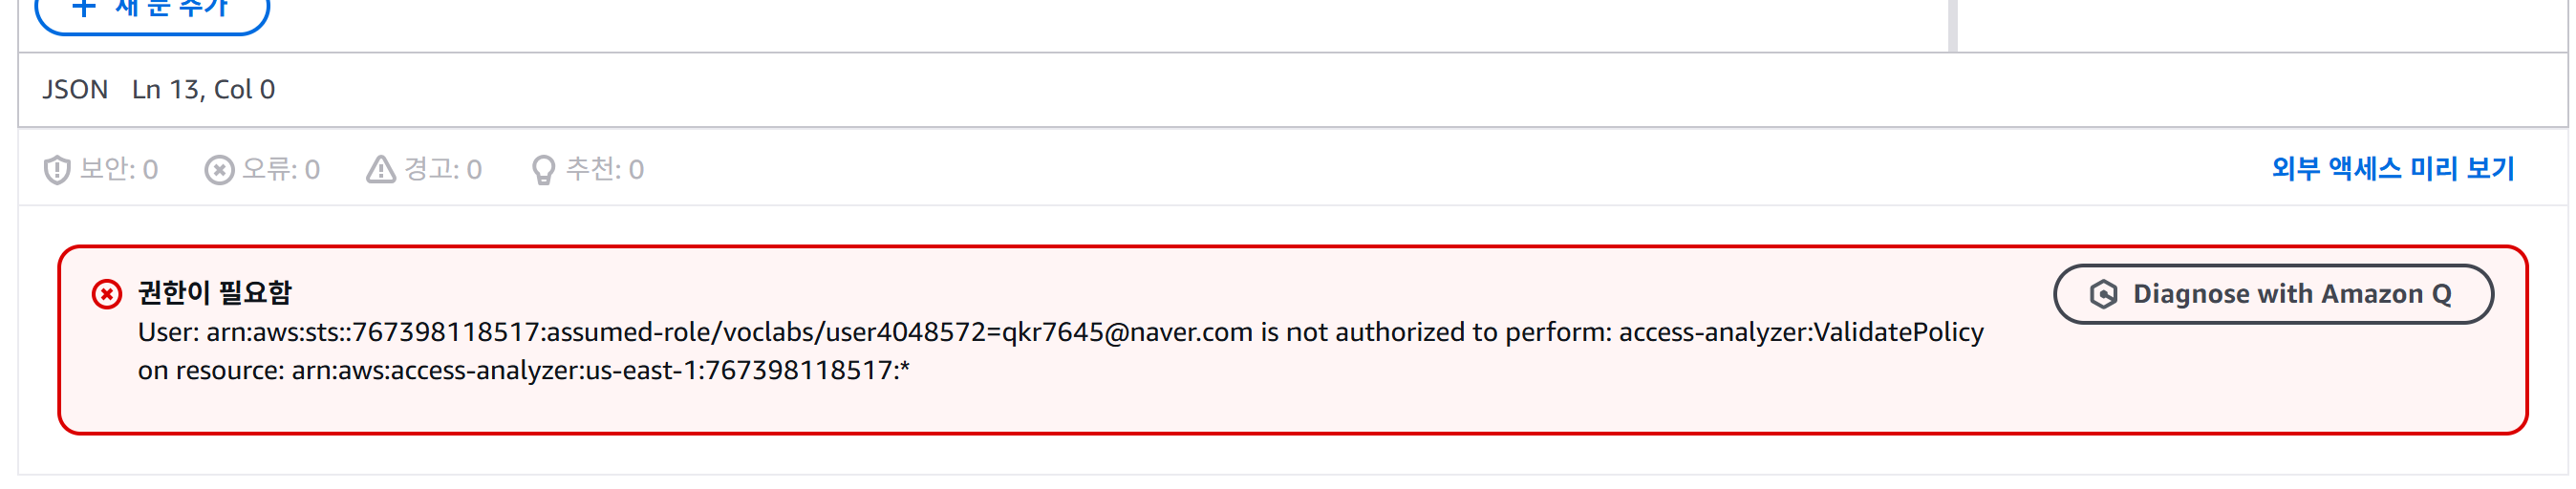 + 새 문 추가
JSON Ln 13, Col 0
보안: 0 오류: 0 경고: 0 추천: 0 외부 액세스 미리 보기
권한이 필요함
Diagnose with Amazon Q
User: arn:aws:sts::767398118517:assumed-role/voclabs/user4048572=qkr7645@naver.com is not authorized to perform: access-analyzer:ValidatePolicy
on resource: arn:aws:access-analyzer:us-east-1:767398118517:*